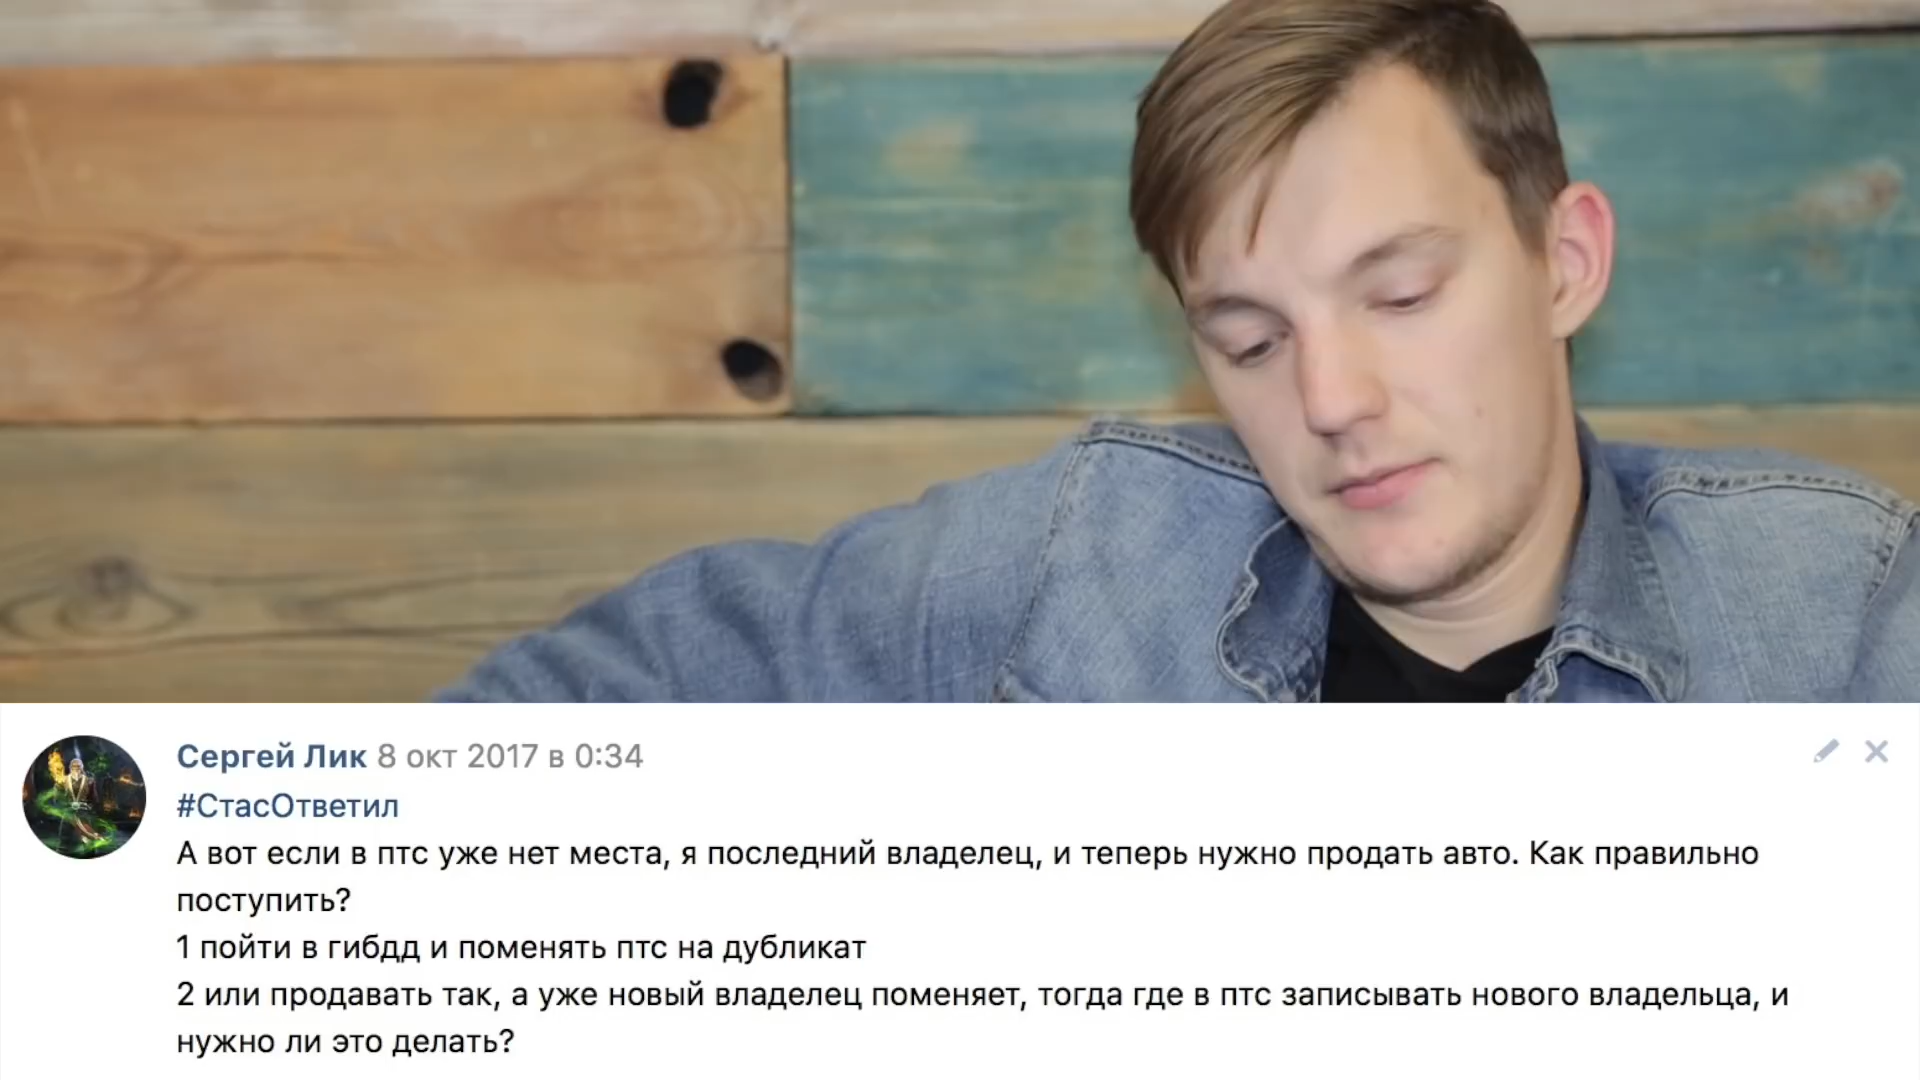 Сергей Лик 8 окт 2017 в 0:34
#СтасОтветил
А вот если в птс уже нет места, я последний владелец, и теперь нужно продать авто. Как правильно
поступить?
1 пойти в гибдд и поменять птс на дубликат
2 или продавать так, а уже новый владелец поменяет, тогда где в птс записывать нового владельца, и
нужно ли это делать?